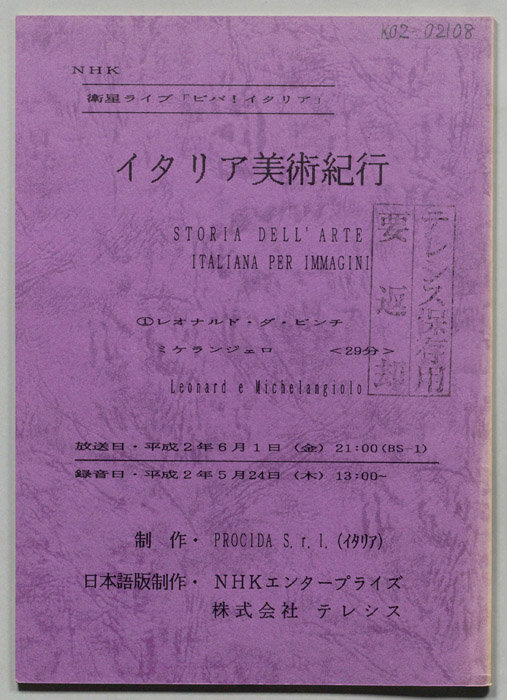 K02-02108
NHK
衛星ライブ「ビバ!イタリア」
イタリア美術紀行
STORIA DELL'ARTE
ITALIANA PER IMMAGINI
テレシス保存用
要返却
①レオナルド・ダ・ビンチ
ミケランジェロ <29分>
Leonard e Michelangiolo
放送日・平成2年6月1日(金) 21:00(BS-1)
録音日・平成2年5月24日(木) 13:00~
制 作・ PROCIDA S.r.l.(イタリア)
日本語版制作・ NHKエンタープライズ
株式会社 テレシス